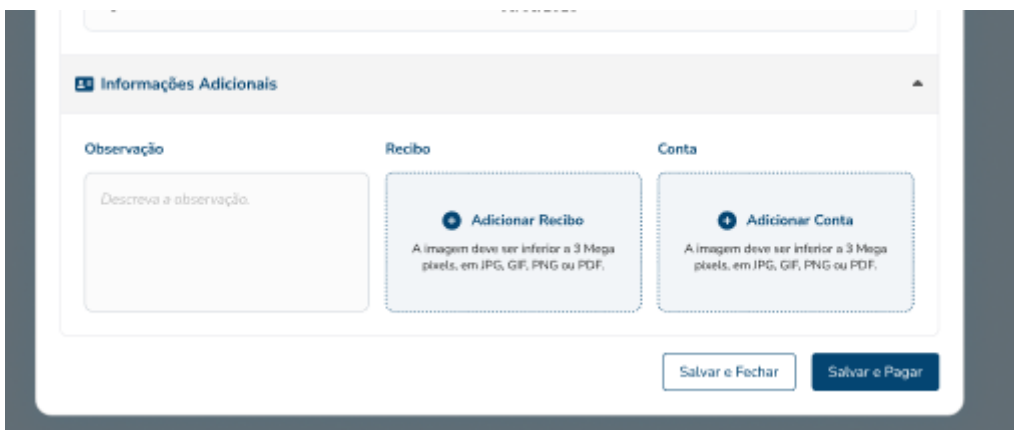 Informações Adicionais
Observação
Recibo
Conta
Descreva a observação.
Adicionar Recibo
A imagem deve ser inferior a 3 Mega
pixels, em JPG, GIF, PNG ou PDF.
Adicionar Conta
A imagem deve ser inferior a 3 Mega
pixels, em JPG, GIF, PNG ou PDF.
Salvar e Fechar
Salvar e Pagar